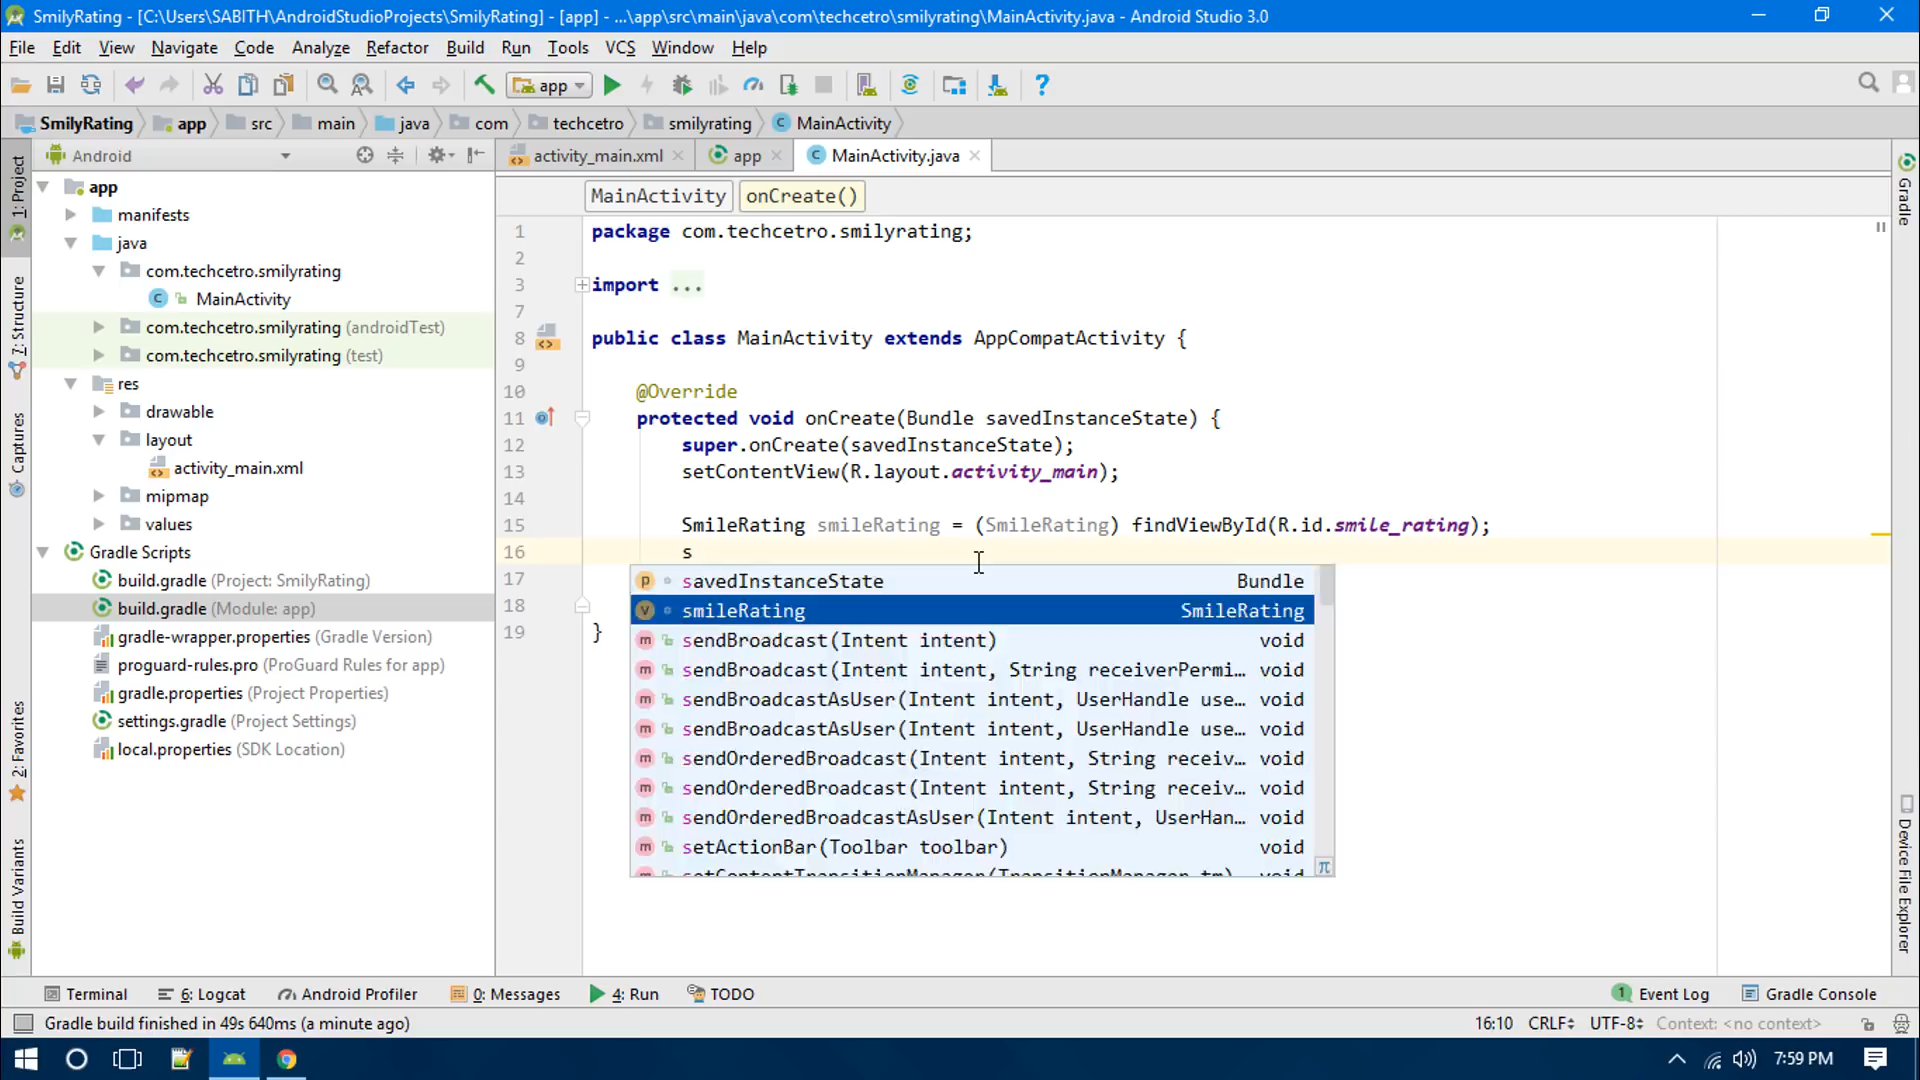 SmilyRating - [C:\Users\SABITH\AndroidStudioProjects\SmilyRating] - [app] - ...\app\src\main\java\com\techcetro\smilyrating\MainActivity.java - Android Studio 3.0
File Edit View Navigate Code Analyze Refactor Build Run Tools VCS Window Help
app
SmilyRating app src main java com techcetro smilyrating MainActivity
Android
activity_main.xml app MainActivity.java
MainActivity onCreate()
1: Project
7: Structure
Captures
2: Favorites
Build Variants
app
manifests
java
com.techcetro.smilyrating
MainActivity
com.techcetro.smilyrating (androidTest)
com.techcetro.smilyrating (test)
res
drawable
layout
activity_main.xml
mipmap
values
Gradle Scripts
build.gradle (Project: SmilyRating)
build.gradle (Module: app)
gradle-wrapper.properties (Gradle Version)
proguard-rules.pro (ProGuard Rules for app)
gradle.properties (Project Properties)
settings.gradle (Project Settings)
local.properties (SDK Location)
1 package com.techcetro.smilyrating;
2
3 import ...
7
8 public class MainActivity extends AppCompatActivity {
9
10 @Override
11 protected void onCreate(Bundle savedInstanceState) {
12 super.onCreate(savedInstanceState);
13 setContentView(R.layout.activity_main);
14
15 SmileRating smileRating = (SmileRating) findViewById(R.id.smile_rating);
16 s
17
18
19 }
savedInstanceState Bundle
smileRating SmileRating
sendBroadcast(Intent intent) void
sendBroadcast(Intent intent, String receiverPermi... void
sendBroadcastAsUser(Intent intent, UserHandle use... void
sendBroadcastAsUser(Intent intent, UserHandle use... void
sendOrderedBroadcast(Intent intent, String receiv... void
sendOrderedBroadcast(Intent intent, String receiv... void
sendOrderedBroadcastAsUser(Intent intent, UserHan... void
setActionBar(Toolbar toolbar) void
setContentTransitionManager(TransitionManager tm) void
π
Gradle
Device File Explorer
Terminal 6: Logcat Android Profiler 0: Messages 4: Run TODO 1 Event Log Gradle Console
Gradle build finished in 49s 640ms (a minute ago) 16:10 CRLF UTF-8 Context: <no context>
7:59 PM